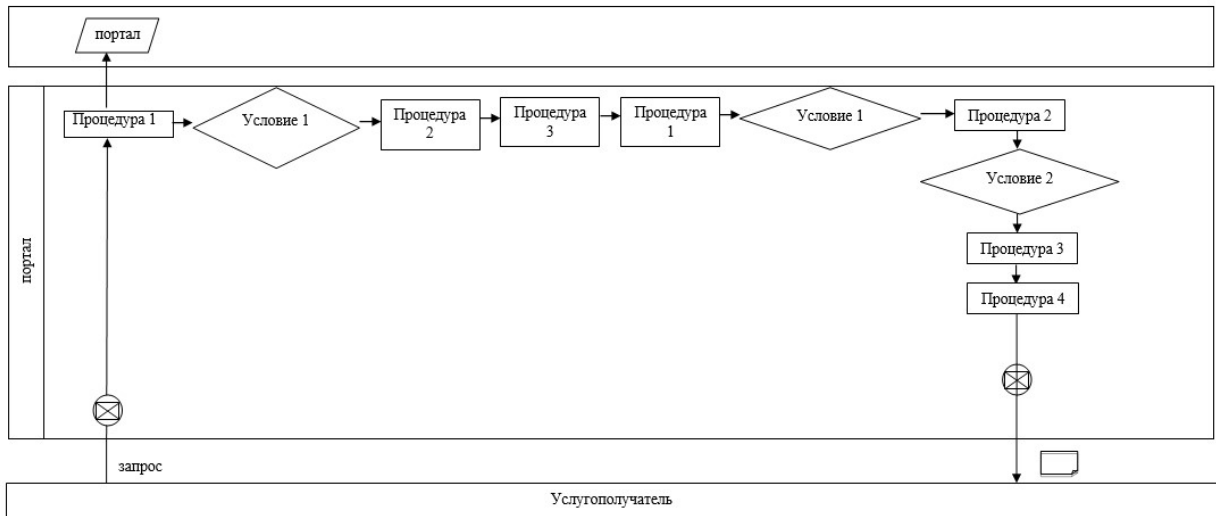 портал
портал
Процедура 1
Условие 1
Процедура
2
Процедура
3
Процедура
1
Условие 1
Процедура 2
Условие 2
Процедура 3
Процедура 4
запрос
Услугополучатель